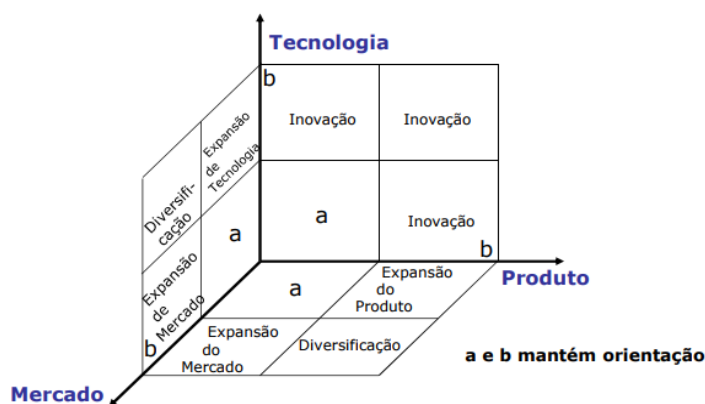 Tecnologia
b
Inovação
Inovação
Expansão
de
Tecnologia
Diversifi-
cação
a
a
Inovação
b
Expansão
de
Mercado
b
a
Expansão
do
Produto
Produto
Expansão
do
Mercado
Diversificação
a e b mantém orientação
Mercado